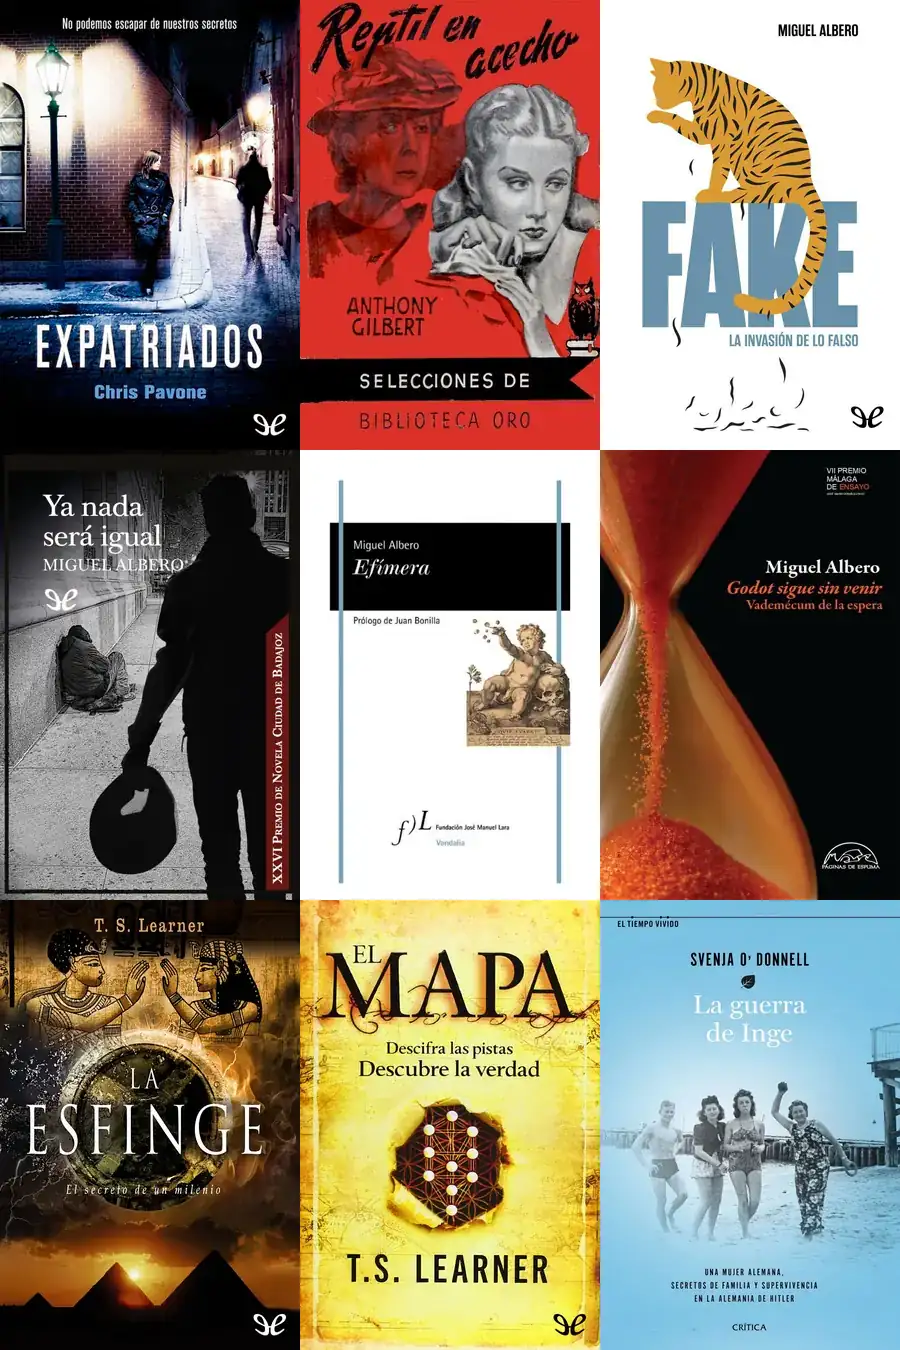 No podemos escapar de nuestros secretos
EXPATRIADOS
Chris Pavone
Reptil en
acecho
ANTHONY
GILBERT
SELECCIONES DE
BIBLIOTECA ORO
MIGUEL ALBERO
FAKE
LA INVASIÓN DE LO FALSO
Ya nada
será igual
MIGUEL ALBERO
XXVI PREMIO DE NOVELA CIUDAD DE BADAJOZ
Miguel Albero
Efímera
Prólogo de Juan Bonilla
f)L Fundación José Manuel Lara
Vandalia
VII PREMIO
MÁLAGA
DE ENSAYO
Miguel Albero
Godot sigue sin venir
Vademécum de la espera
PÁGINAS DE ESPUMA
T. S. Learner
LA
ESFINGE
El secreto de un milenio
EL
MAPA
Descifra las pistas
Descubre la verdad
T.S. LEARNER
EL TIEMPO VIVIDO
SVENJA O'DONNELL
La guerra
de Inge
UNA MUJER ALEMANA,
SECRETOS DE FAMILIA Y SUPERVIVENCIA
EN LA ALEMANIA DE HITLER
CRÍTICA